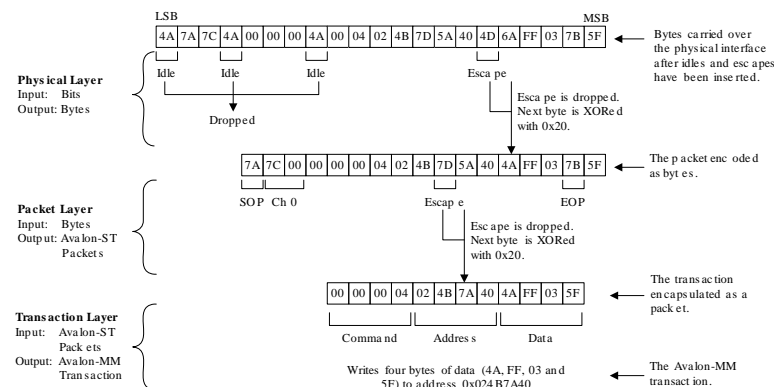 LSB MSB
4A 7A 7C 4A 00 00 00 4A 00 04 02 4B 7D 5A 40 4D 6A FF 03 7B 5F
Bytes carried over
the physical interface
after idles and escapes
have been inserted.
Physical Layer
Input: Bits
Output: Bytes
Idle Idle Idle Escape
Dropped
Escape is dropped.
Next byte is XORed
with 0x20.
7A 7C 00 00 00 00 04 02 4B 7D 5A 40 4A FF 03 7B 5F
The packet encoded
as bytes.
SOP Ch 0 Escape EOP
Packet Layer
Input: Bytes
Output: Avalon-ST
Packets
Escape is dropped.
Next byte is XORed
with 0x20.
00 00 00 04 02 4B 7A 40 4A FF 03 5F
The transaction
encapsulated as a
packet.
Transaction Layer
Input: Avalon-ST
Packets
Output: Avalon-MM
Transaction
Command Address Data
Writes four bytes of data (4A, FF, 03 and
5F) to address 0x024B7A40
The Avalon-MM
transaction.